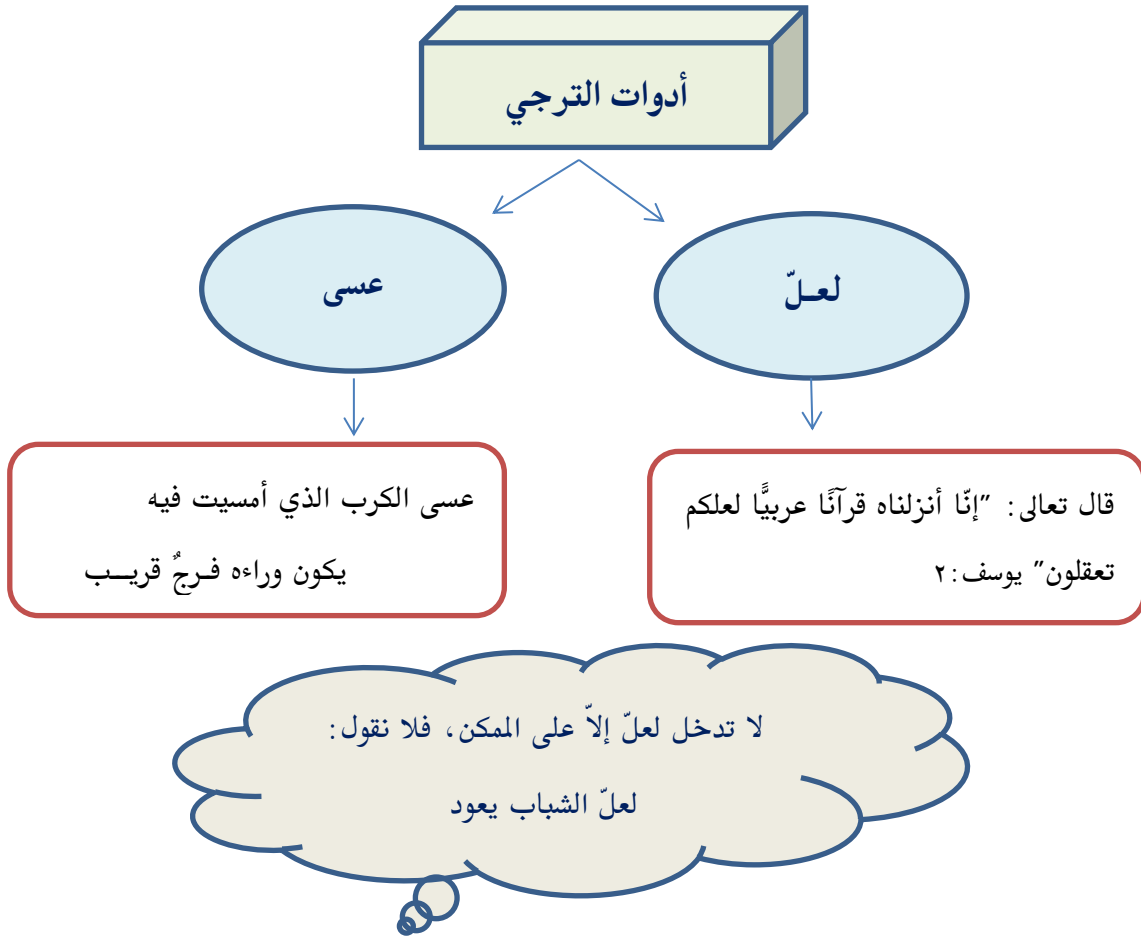 أدوات الترجي
لعـلّ
عسى
قال تعالى: "إنّا أنزلناه قرآنًا عربيًّا لعلكم
تعقلون" يوسف:٢
عسى الكرب الذي أمسيت فيه
يكون وراءه فـرجٌ قريــب
لا تدخل لعلّ إلاّ على الممكن، فلا نقول:
لعلّ الشباب يعود